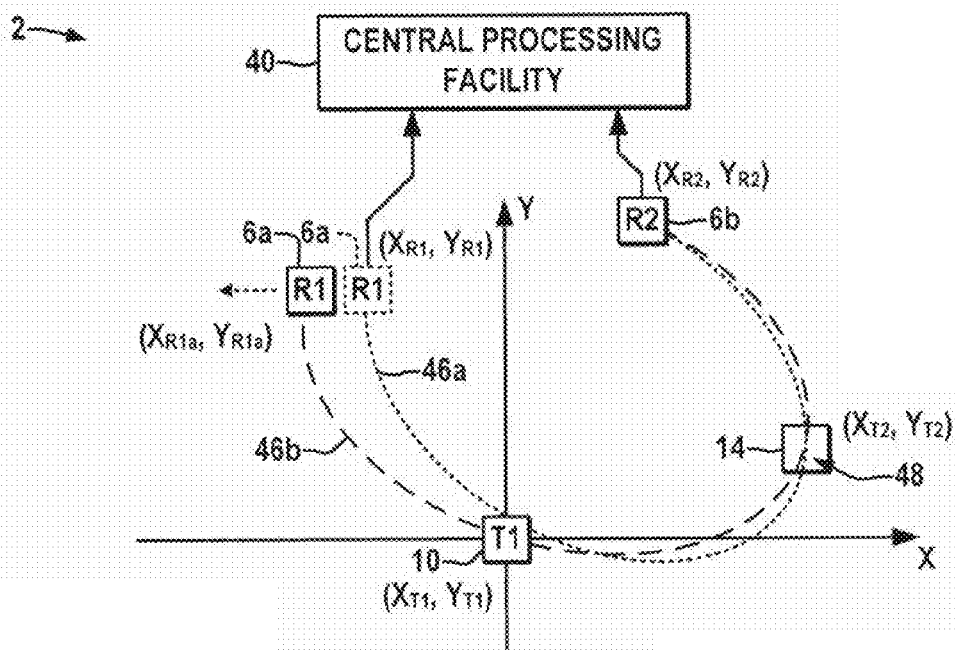 2
40
CENTRAL PROCESSING
FACILITY
(XR2, YR2)
Y
R2
6b
6a
6a
(XR1, YR1)
R1
R1
(XR1a, YR1a)
46a
46b
(XT2, YT2)
14
48
T1
10
X
(XT1, YT1)